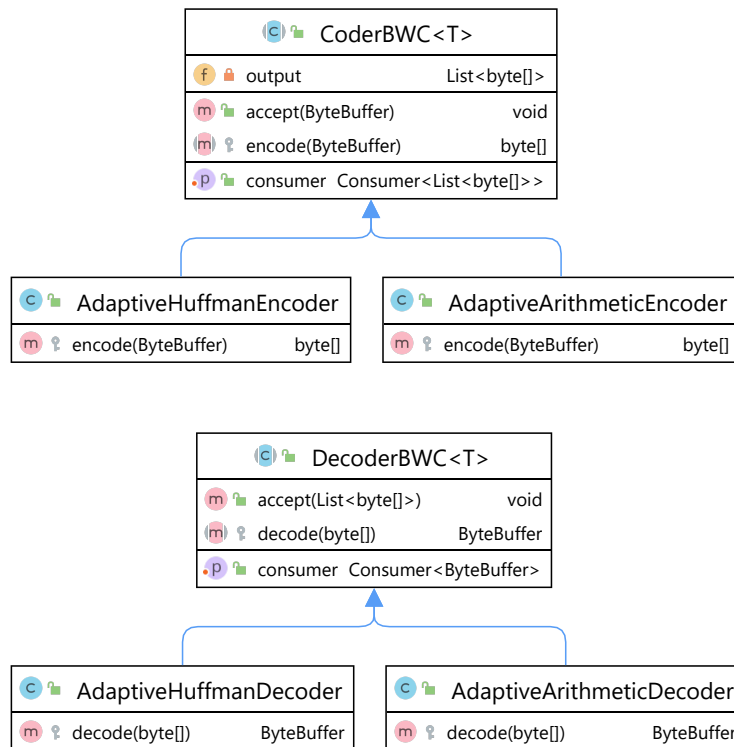 C CoderBWC<T>
f output List<byte[]>
m accept(ByteBuffer) void
m encode(ByteBuffer) byte[]
p consumer Consumer<List<byte[]>>
C AdaptiveHuffmanEncoder
m encode(ByteBuffer) byte[]
C AdaptiveArithmeticEncoder
m encode(ByteBuffer) byte[]
C DecoderBWC<T>
m accept(List<byte[]>) void
m decode(byte[]) ByteBuffer
p consumer Consumer<ByteBuffer>
C AdaptiveHuffmanDecoder
m decode(byte[]) ByteBuffer
C AdaptiveArithmeticDecoder
m decode(byte[]) ByteBuffer